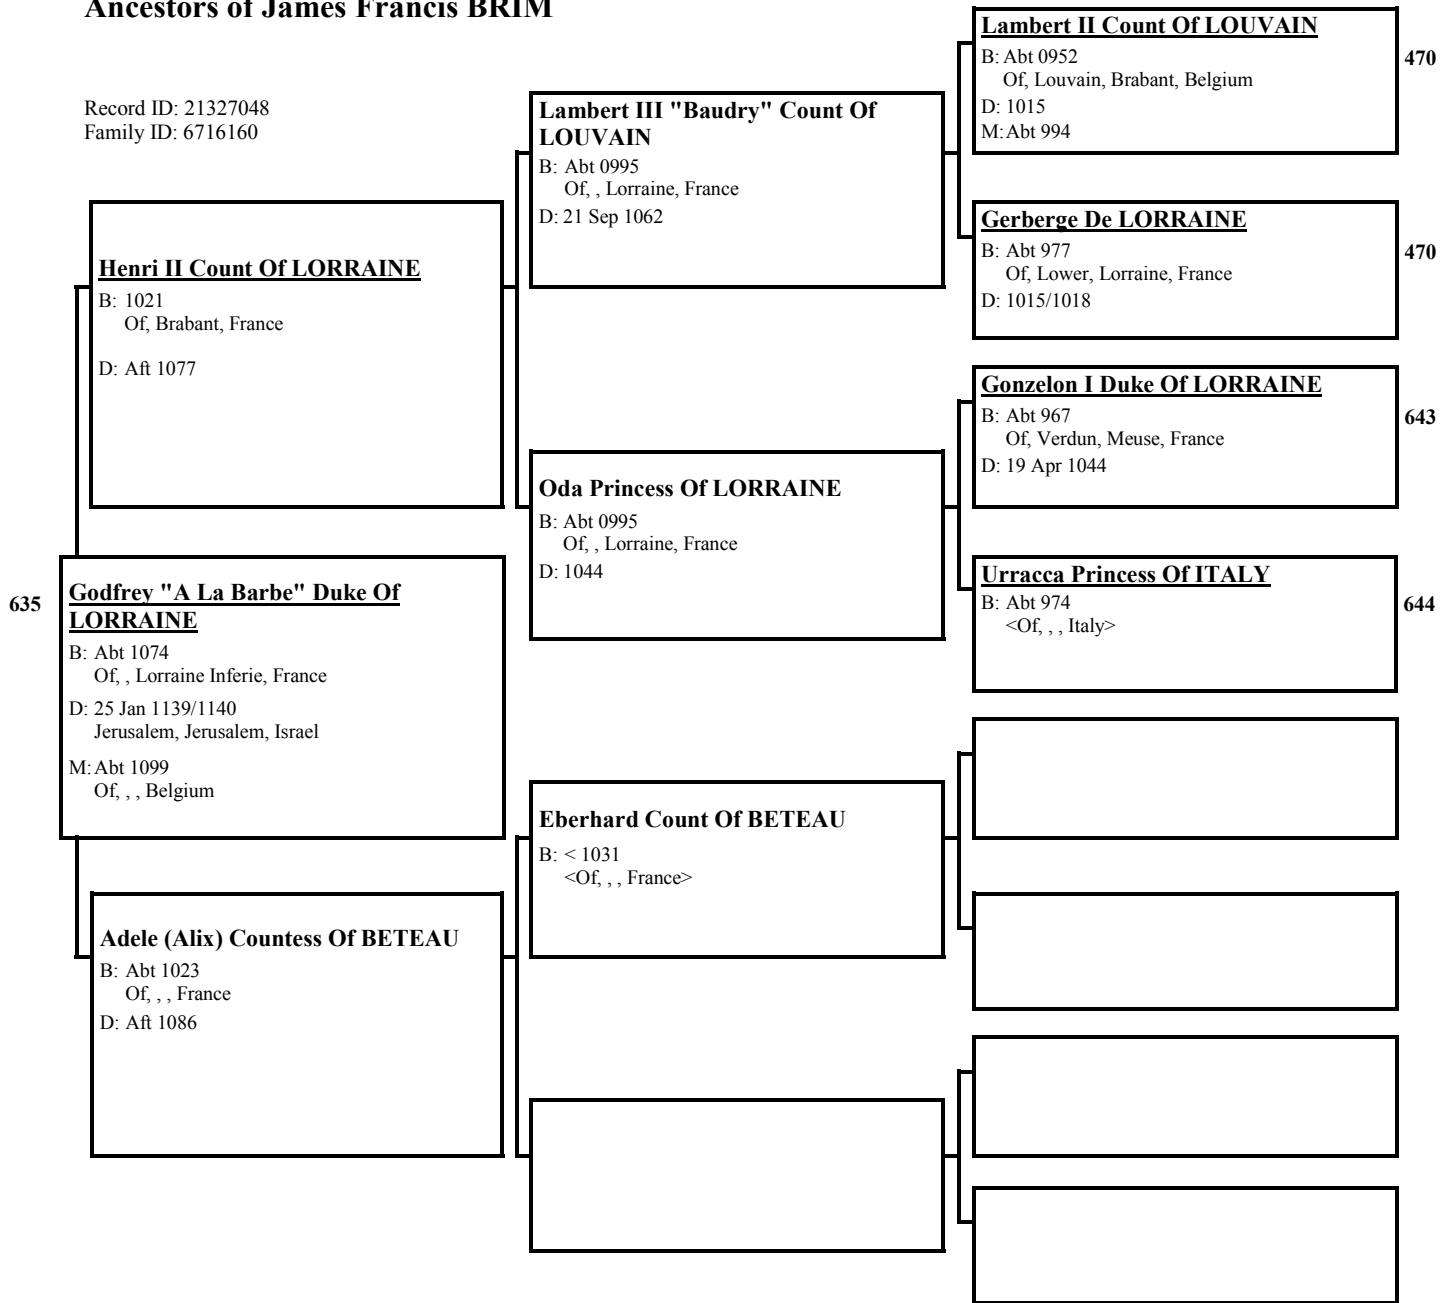 Ancestors of James Francis BRIM
Record ID: 21327048
Family ID: 6716160
635
Godfrey "A La Barbe" Duke Of
LORRAINE
B: Abt 1074
Of, , Lorraine Inferie, France
D: 25 Jan 1139/1140
Jerusalem, Jerusalem, Israel
M: Abt 1099
Of, , , Belgium
Henri II Count Of LORRAINE
B: 1021
Of, Brabant, France
D: Aft 1077
Adele (Alix) Countess Of BETEAU
B: Abt 1023
Of, , , France
D: Aft 1086
Lambert III "Baudry" Count Of
LOUVAIN
B: Abt 0995
Of, , Lorraine, France
D: 21 Sep 1062
Oda Princess Of LORRAINE
B: Abt 0995
Of, , Lorraine, France
D: 1044
Eberhard Count Of BETEAU
B: < 1031
<Of, , , France>
Lambert II Count Of LOUVAIN
B: Abt 0952
Of, Louvain, Brabant, Belgium
D: 1015
M: Abt 994
470
Gerberge De LORRAINE
B: Abt 977
Of, Lower, Lorraine, France
D: 1015/1018
470
Gonzelon I Duke Of LORRAINE
B: Abt 967
Of, Verdun, Meuse, France
D: 19 Apr 1044
643
Urracca Princess Of ITALY
B: Abt 974
<Of, , , Italy>
644